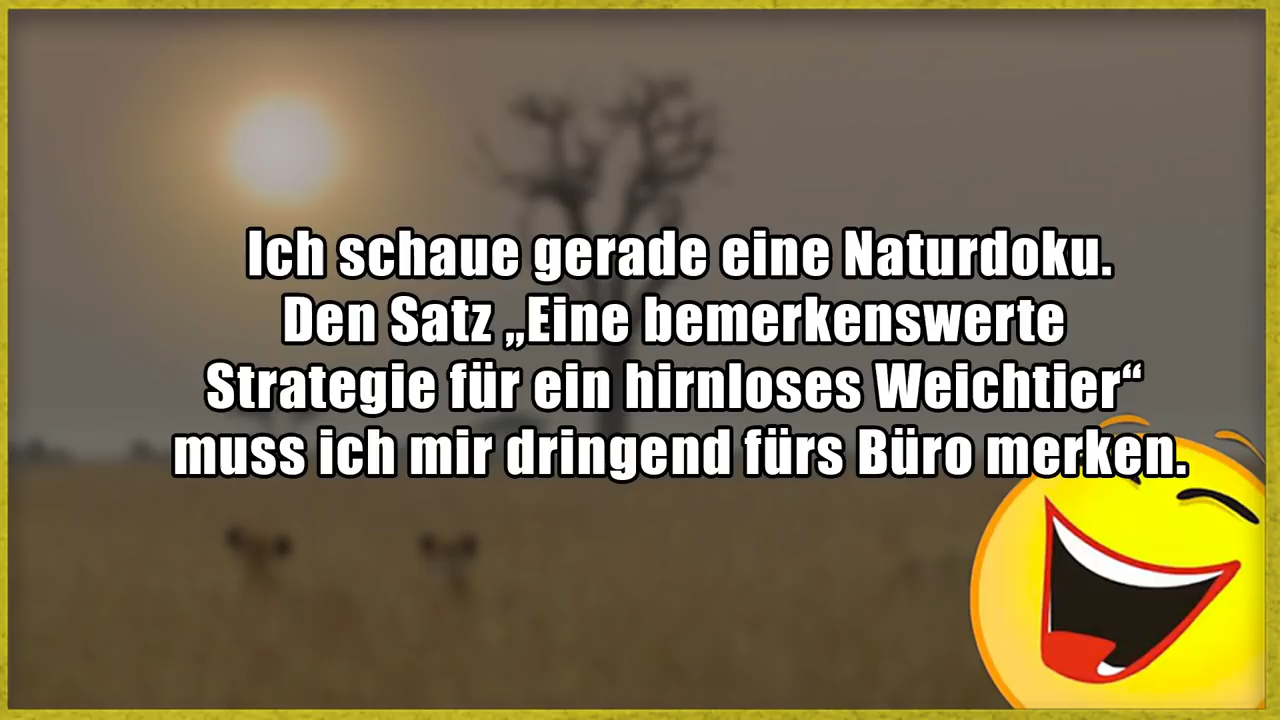 Ich schaue gerade eine Naturdoku.
Den Satz „Eine bemerkenswerte
Strategie für ein hirnloses Weichtier“
muss ich mir dringend fürs Büro merken.